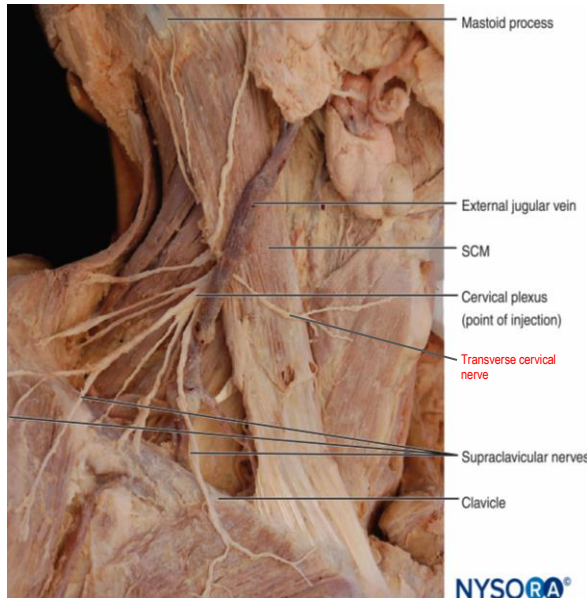 Mastoid process
External jugular vein
SCM
Cervical plexus
(point of injection)
Transverse cervical
nerve
Supraclavicular nerves
Clavicle
NYSORA©